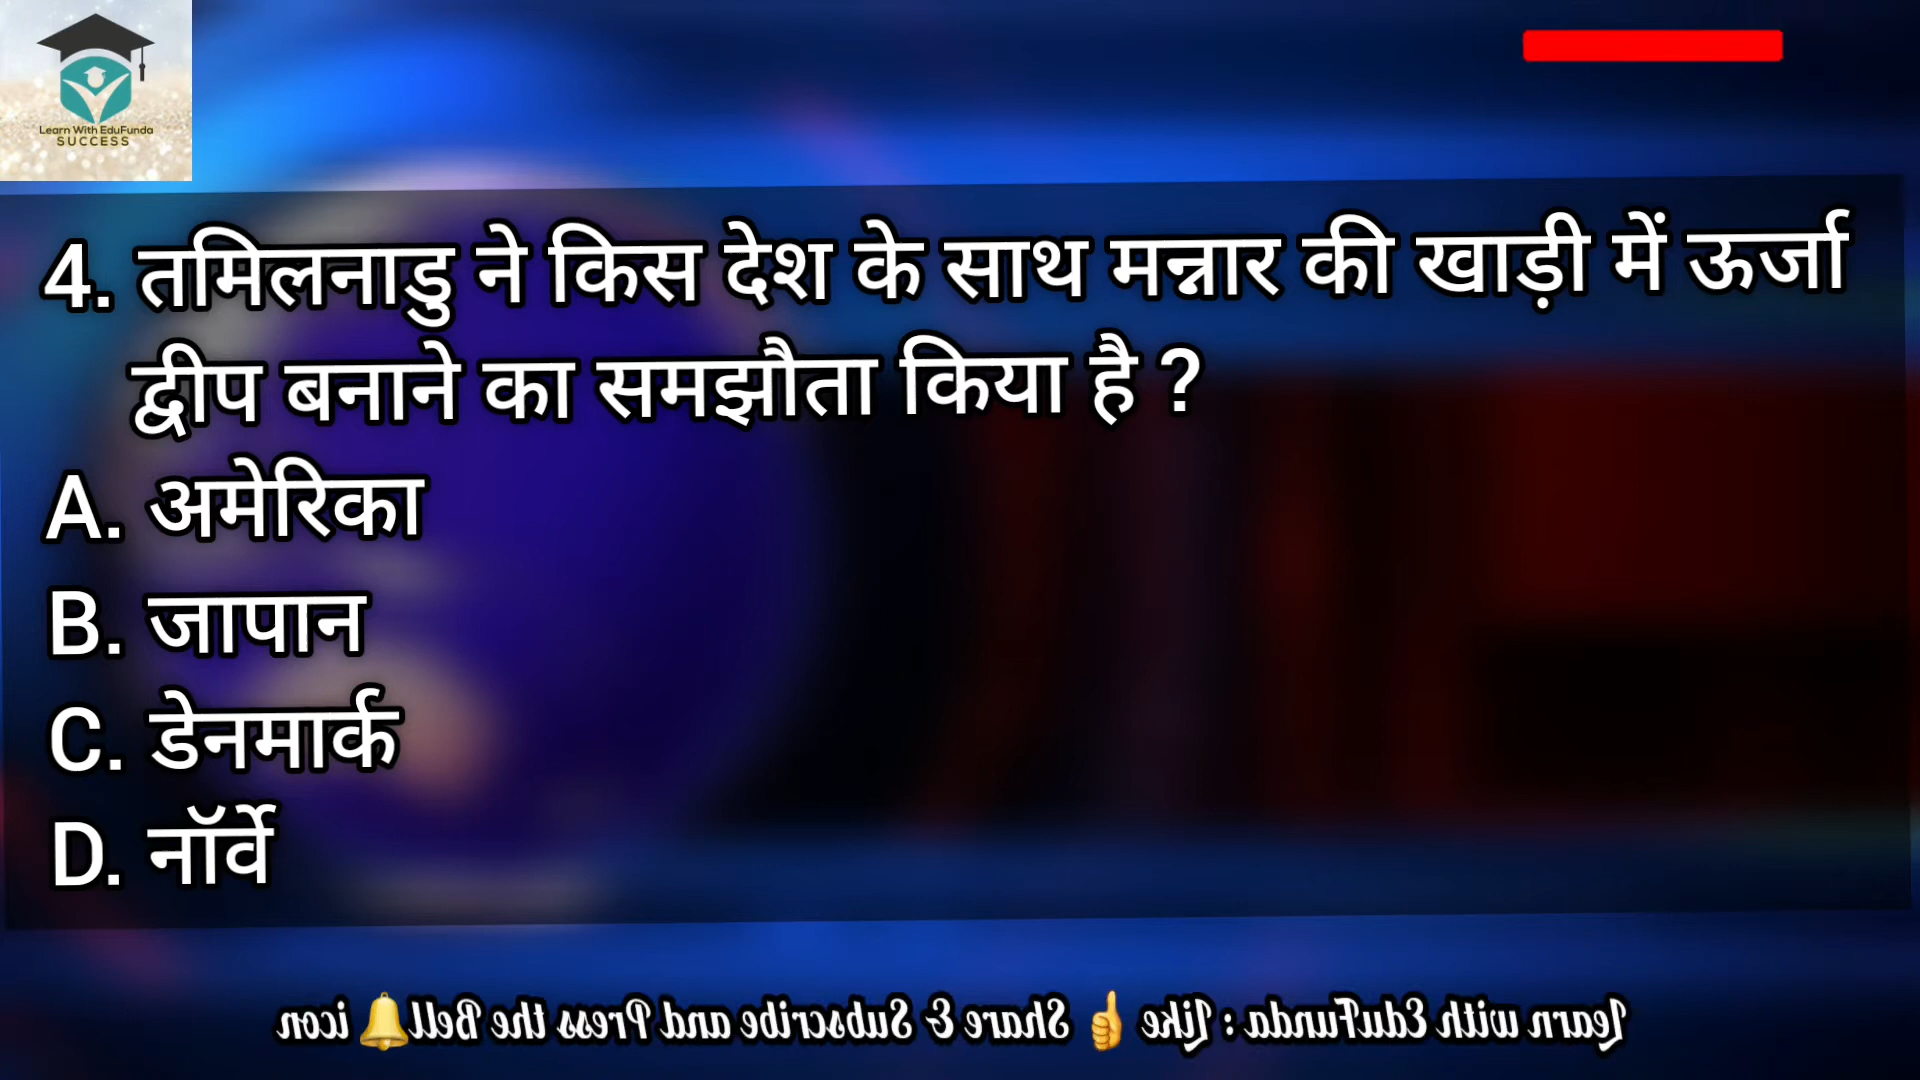 Learn With EduFunda
SUCCESS
4. तमिलनाडु ने किस देश के साथ मन्नार की खाड़ी में ऊर्जा
द्वीप बनाने का समझौता किया है ?
A. अमेरिका
B. जापान
C. डेनमार्क
D. नॉर्वे
Learn with EduFunda : Like 👍 Share & Subscribe and Press the Bell🔔 icon